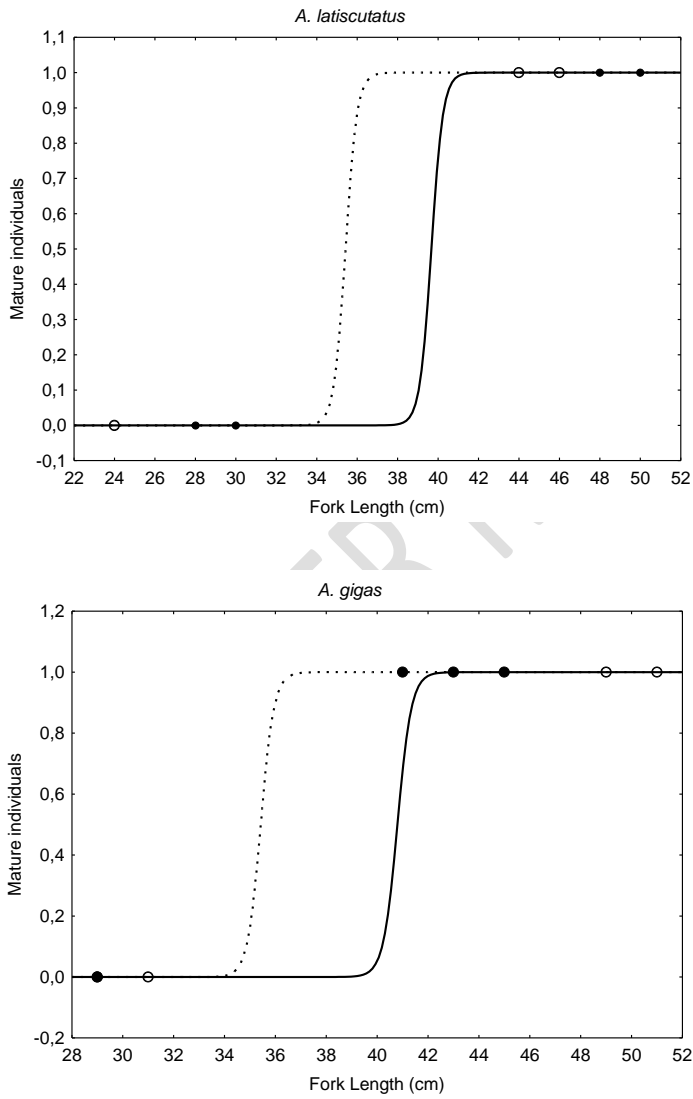 A. latiscutatus
1,1
1,0
0,9
0,8
0,7
0,6
0,5
0,4
0,3
0,2
0,1
0,0
-0,1
Mature individuals
22 24 26 28 30 32 34 36 38 40 42 44 46 48 50 52
Fork Length (cm)
A. gigas
1,2
1,0
0,8
0,6
0,4
0,2
0,0
-0,2
Mature individuals
28 30 32 34 36 38 40 42 44 46 48 50 52
Fork Length (cm)